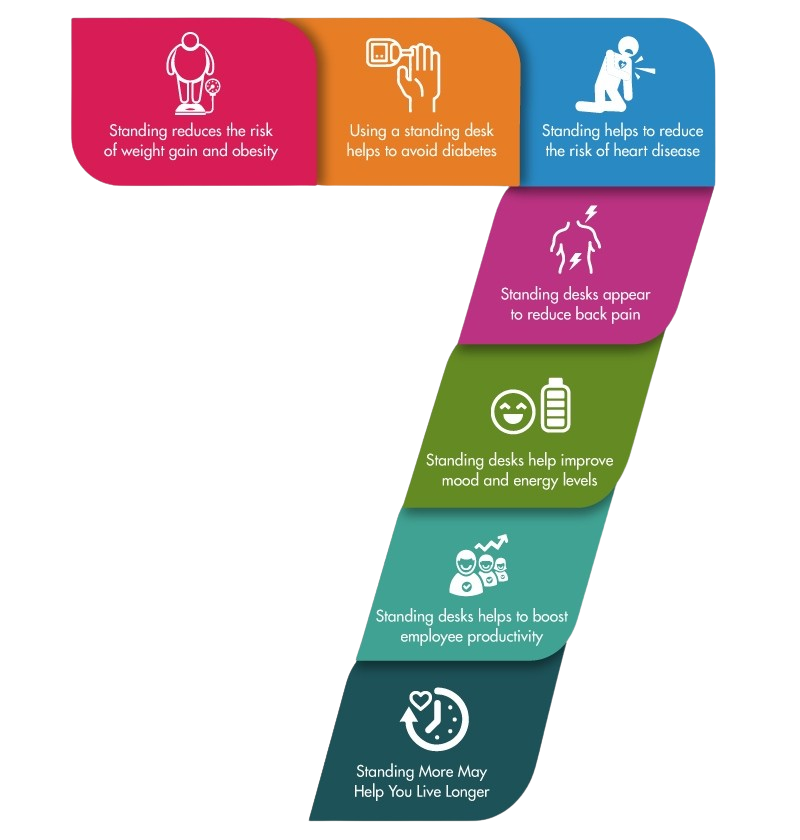 Standing reduces the risk
of weight gain and obesity
Using a standing desk
helps to avoid diabetes
Standing helps to reduce
the risk of heart disease
Standing desks appear
to reduce back pain
Standing desks help improve
mood and energy levels
Standing desks helps to boost
employee productivity
Standing More May
Help You Live Longer